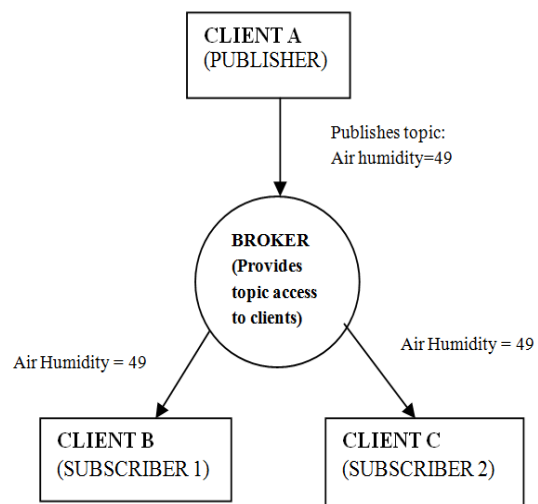 CLIENT A
(PUBLISHER)
Publishes topic:
Air humidity=49
BROKER
(Provides
topic access
to clients)
Air Humidity = 49
Air Humidity = 49
CLIENT B
(SUBSCRIBER 1)
CLIENT C
(SUBSCRIBER 2)